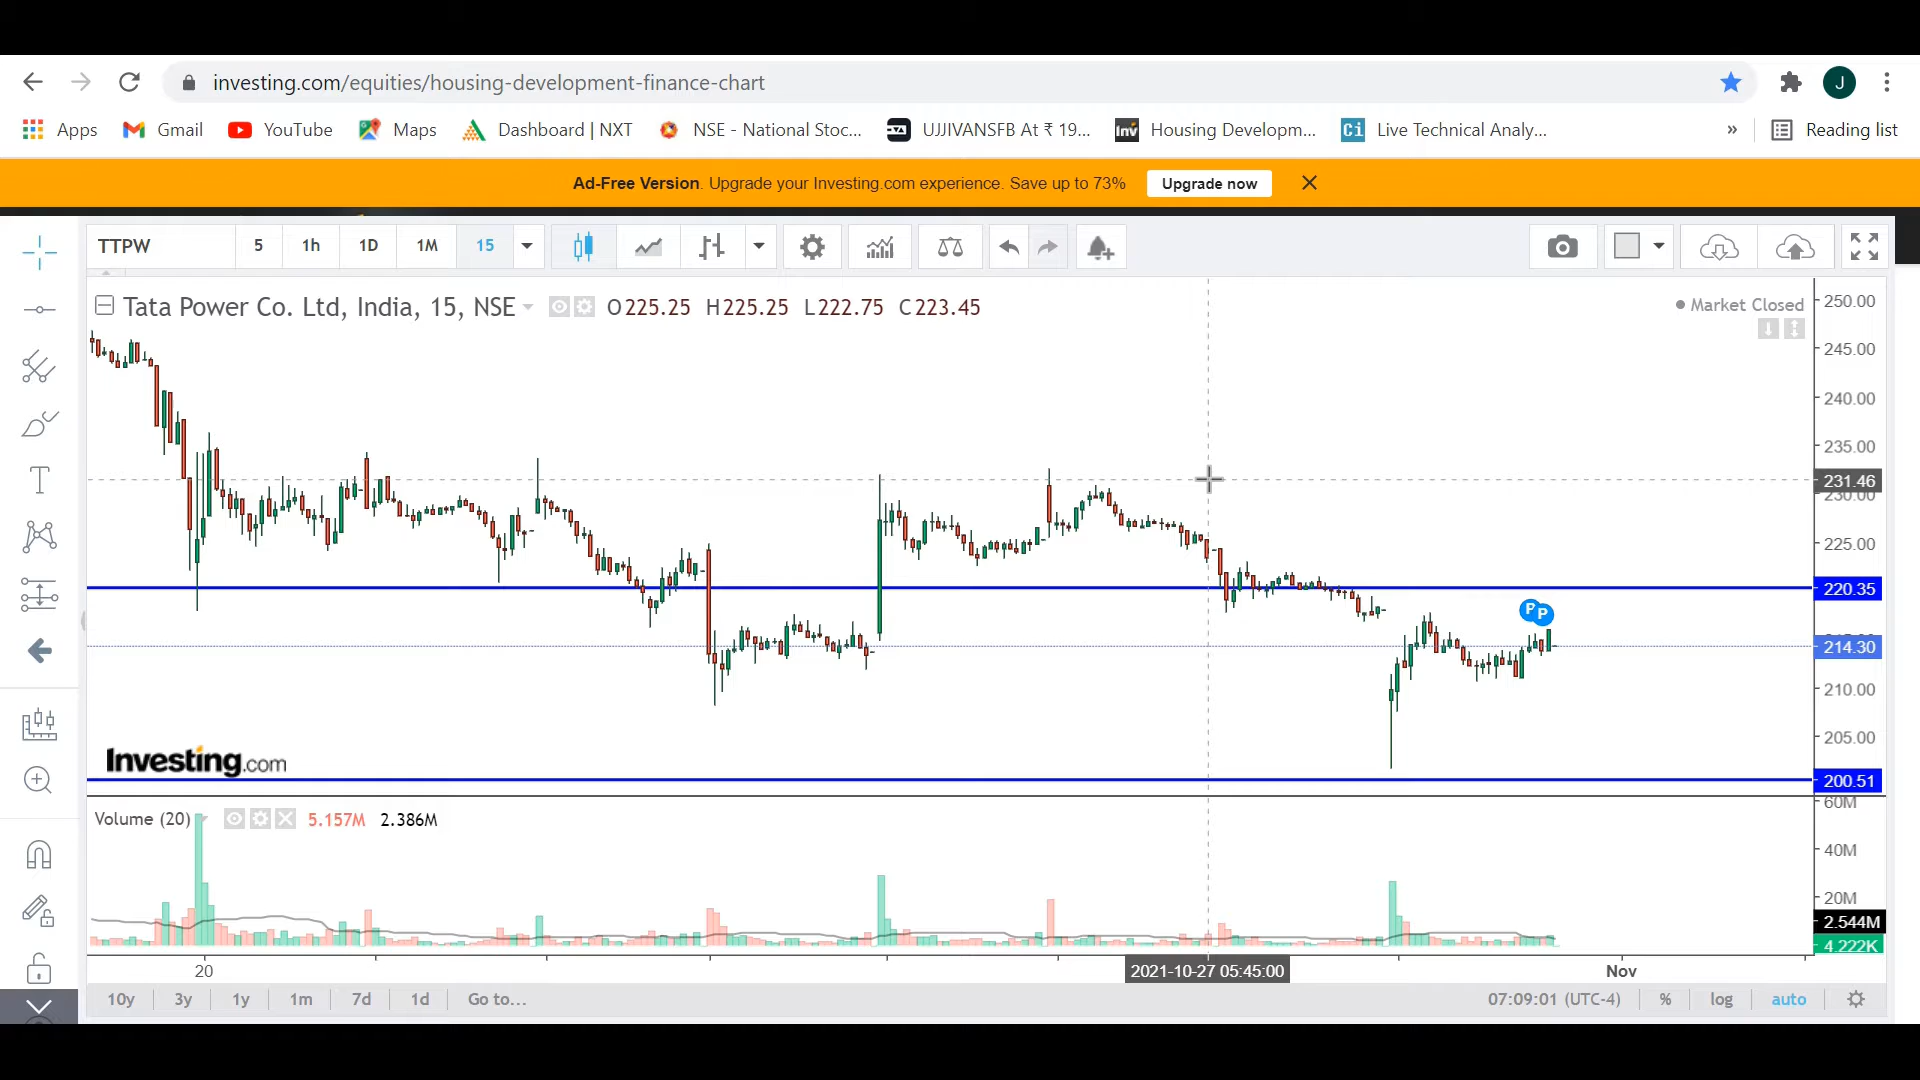 investing.com/equities/housing-development-finance-chart
J
Apps Gmail YouTube Maps Dashboard | NXT NSE - National Stoc... UJJIVANSFB At ₹ 19... Inv Housing Developm... Ci Live Technical Analy... » Reading list
Ad-Free Version. Upgrade your Investing.com experience. Save up to 73% Upgrade now
TTPW 5 1h 1D 1M 15
Tata Power Co. Ltd, India, 15, NSE O225.25 H225.25 L222.75 C223.45
Market Closed
250.00
245.00
240.00
235.00
231.46
230.00
225.00
220.35
P P
214.30
210.00
205.00
Investing.com
200.51
60M
Volume (20) 5.157M 2.386M
40M
20M
2.544M
4.222K
20 2021-10-27 05:45:00 Nov
10y 3y 1y 1m 7d 1d Go to... 07:09:01 (UTC-4) % log auto